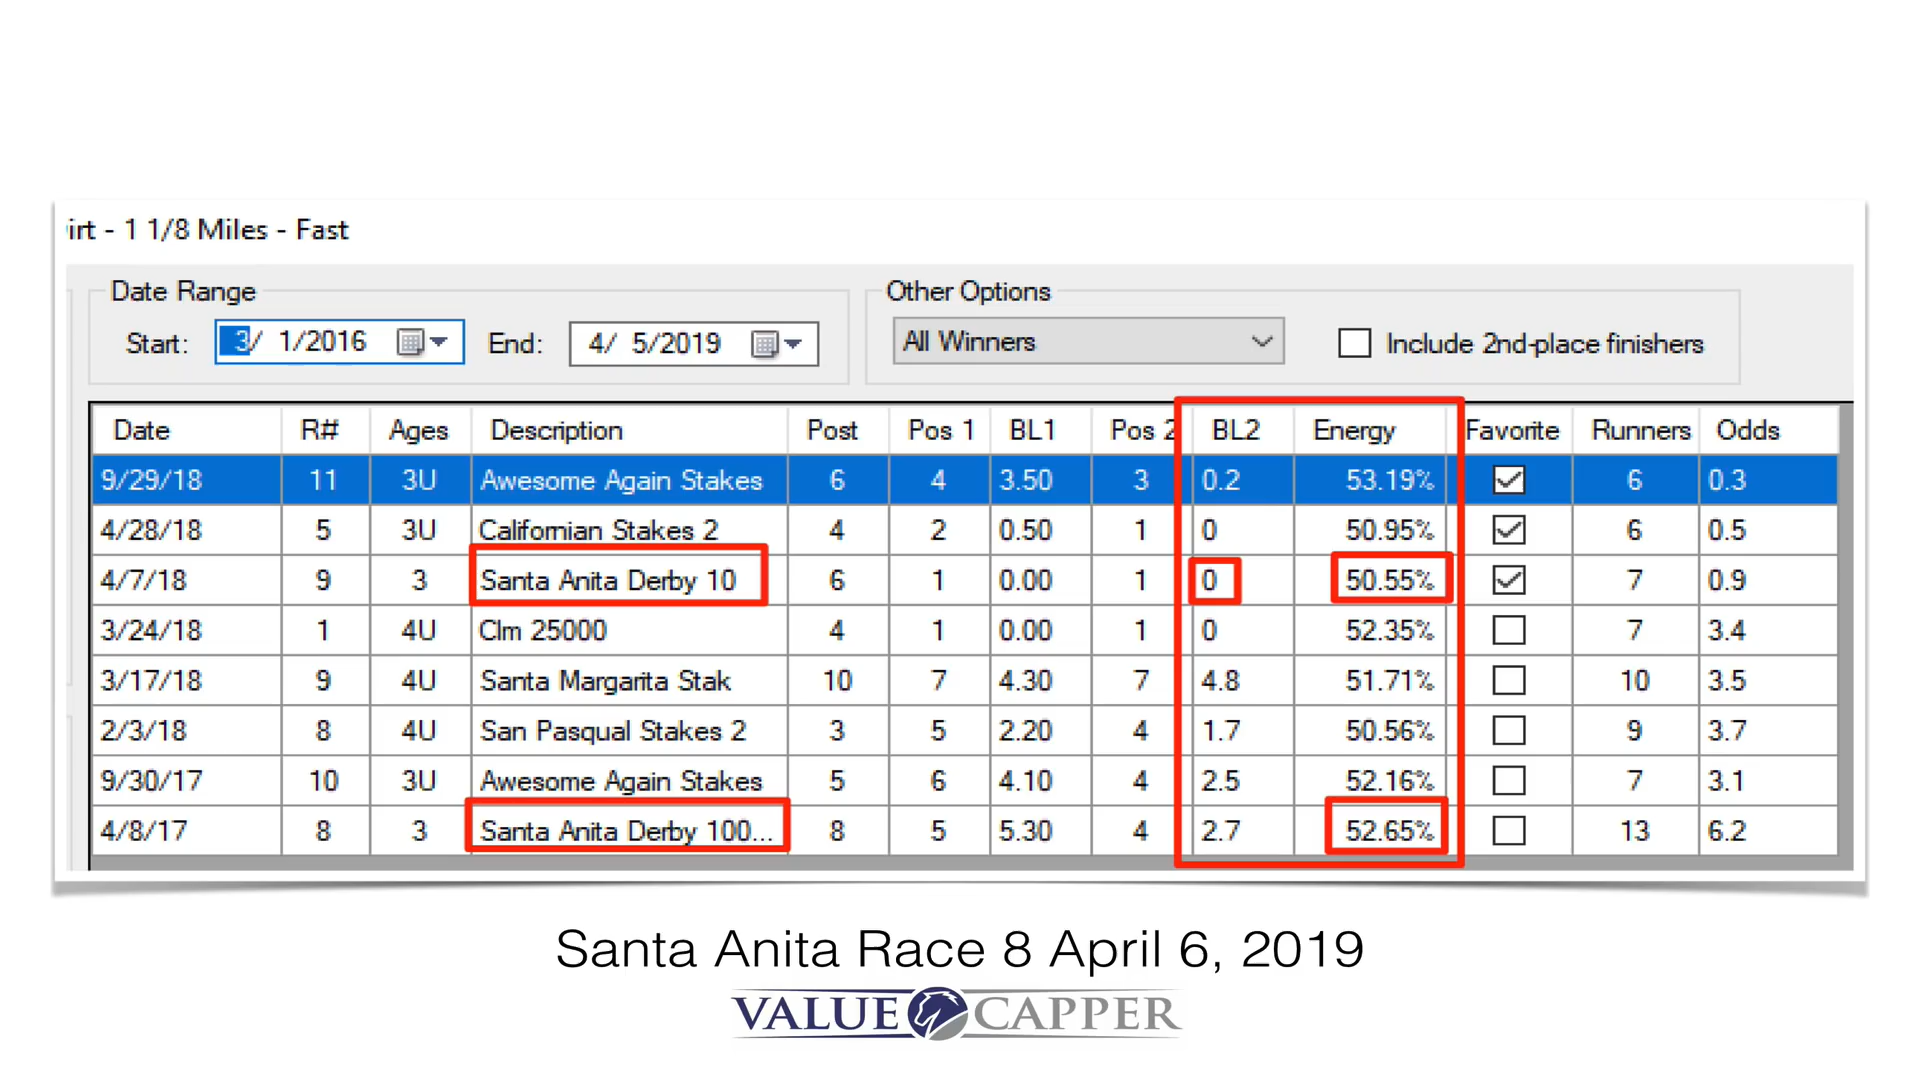 irt - 1 1/8 Miles - Fast
Date Range
Other Options
Start: 3/ 1/2016 End: 4/ 5/2019 All Winners Include 2nd-place finishers
Date R# Ages Description Post Pos 1 BL1 Pos 2 BL2 Energy Favorite Runners Odds
9/29/18 11 3U Awesome Again Stakes 6 4 3.50 3 0.2 53.19% 6 0.3
4/28/18 5 3U Californian Stakes 2 4 2 0.50 1 0 50.95% 6 0.5
4/7/18 9 3 Santa Anita Derby 10 6 1 0.00 1 0 50.55% 7 0.9
3/24/18 1 4U Clm 25000 4 1 0.00 1 0 52.35% 7 3.4
3/17/18 9 4U Santa Margarita Stak 10 7 4.30 7 4.8 51.71% 10 3.5
2/3/18 8 4U San Pasqual Stakes 2 3 5 2.20 4 1.7 50.56% 9 3.7
9/30/17 10 3U Awesome Again Stakes 5 6 4.10 4 2.5 52.16% 7 3.1
4/8/17 8 3 Santa Anita Derby 100... 8 5 5.30 4 2.7 52.65% 13 6.2
Santa Anita Race 8 April 6, 2019
VALUE CAPPER